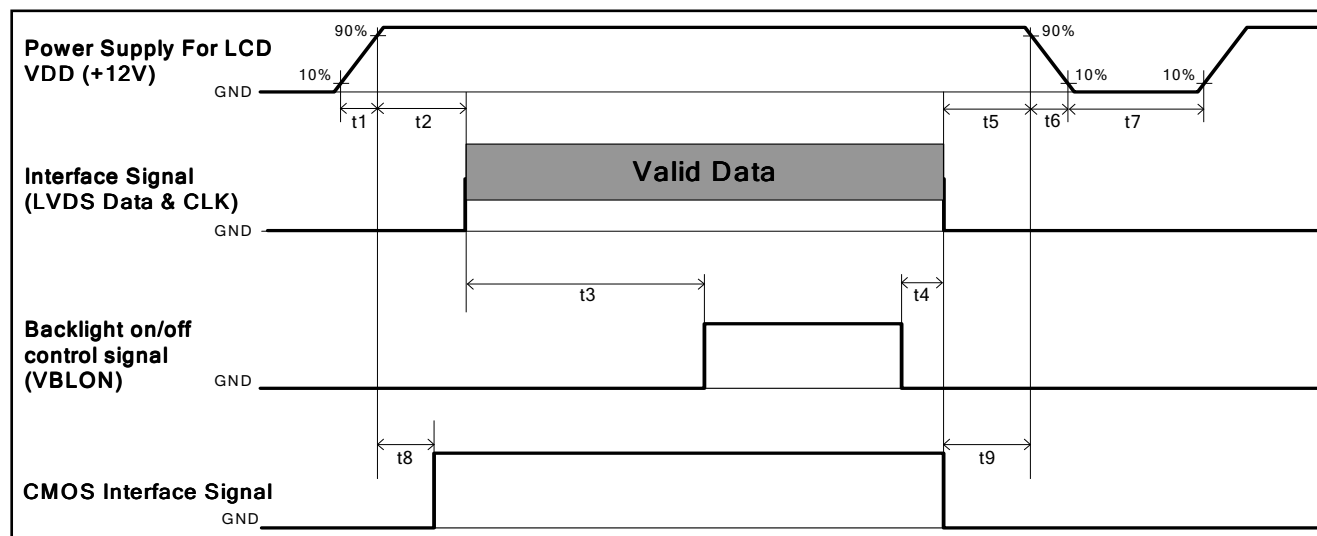 Power Supply For LCD
VDD (+12V)
90%
10%
GND
90%
10%
10%
t1
t2
t5
t6
t7
Interface Signal
(LVDS Data & CLK)
Valid Data
GND
t3
t4
Backlight on/off
control signal
(VBLON)
GND
t8
t9
CMOS Interface Signal
GND